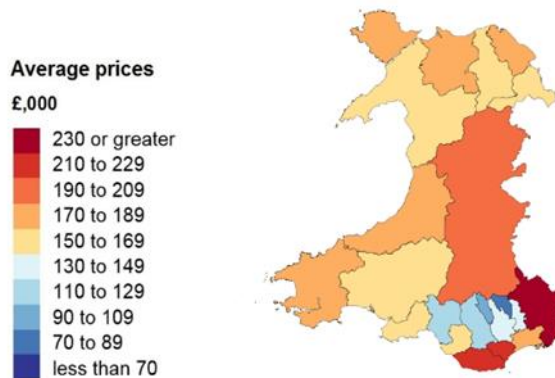 Average prices
£,000
230 or greater
210 to 229
190 to 209
170 to 189
150 to 169
130 to 149
110 to 129
90 to 109
70 to 89
less than 70